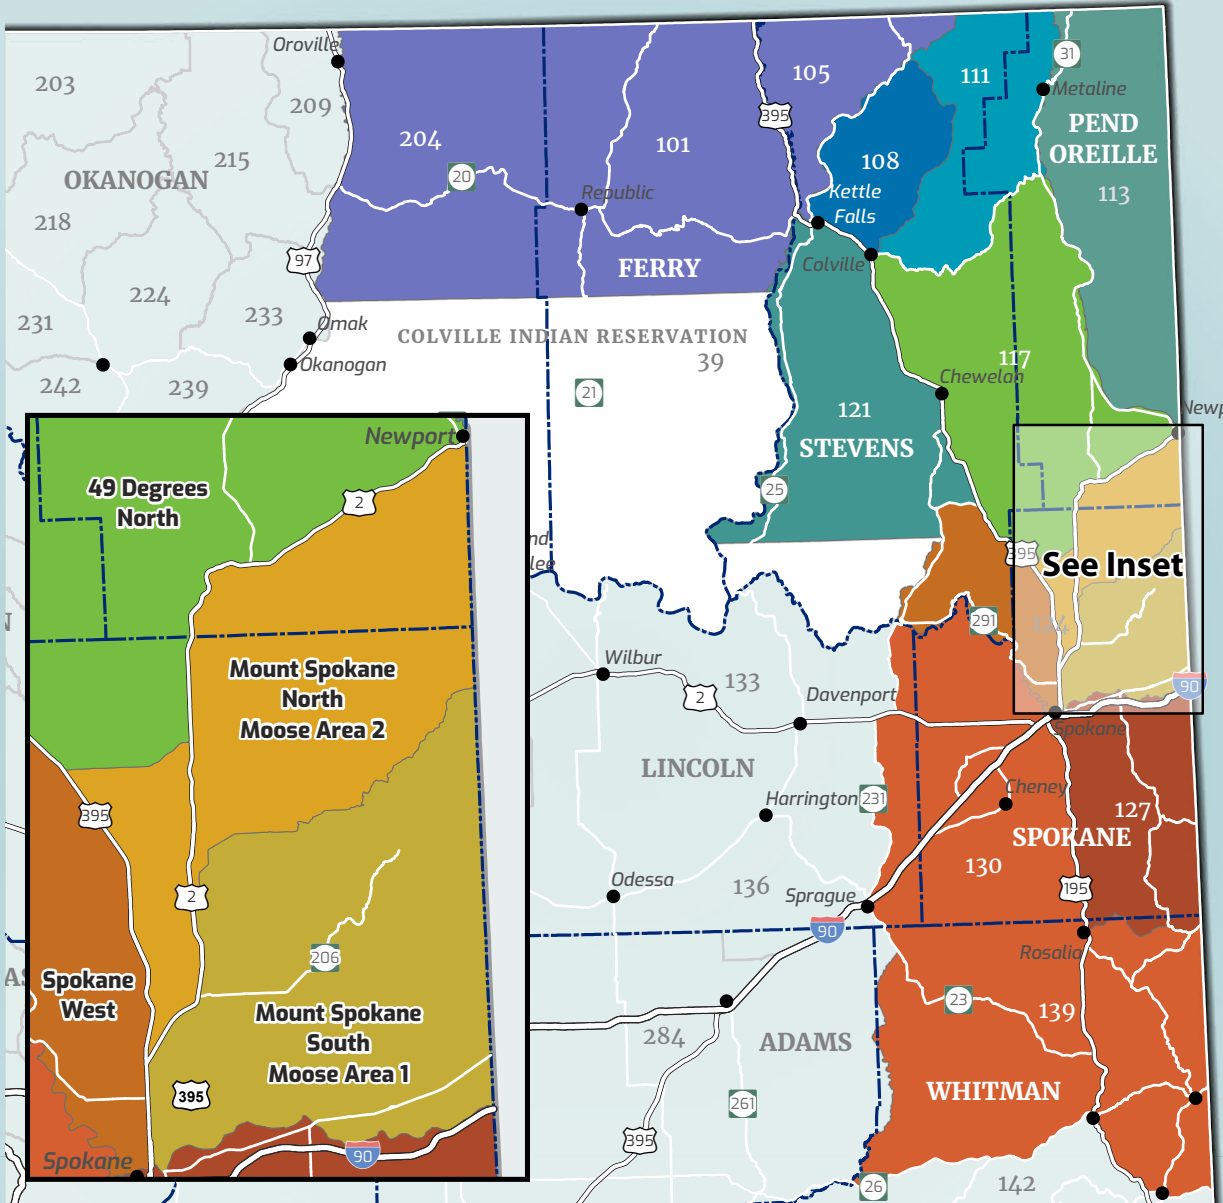 Oroville
203
209
OKANOGAN
215
218
224
231
233
242
239
97
Omak
Okanogan
204
20
101
Republic
FERRY
395
105
108
111
31
Metaline
PEND
OREILLE
113
Kettle
Falls
Colville
COLVILLE INDIAN RESERVATION
39
21
117
Chewelah
121
STEVENS
25
Newp
395
See Inset
124
291
90
Spokane
Wilbur
133
2
Davenport
LINCOLN
Harrington
231
Odessa
136
Sprague
90
Cheney
SPOKANE
127
130
195
Rosalia
23
139
284
ADAMS
WHITMAN
261
395
26
142
nd
lee
N
AS
Newport
49 Degrees
North
2
Mount Spokane
North
Moose Area 2
395
2
206
Spokane
West
Mount Spokane
South
Moose Area 1
395
90
Spokane